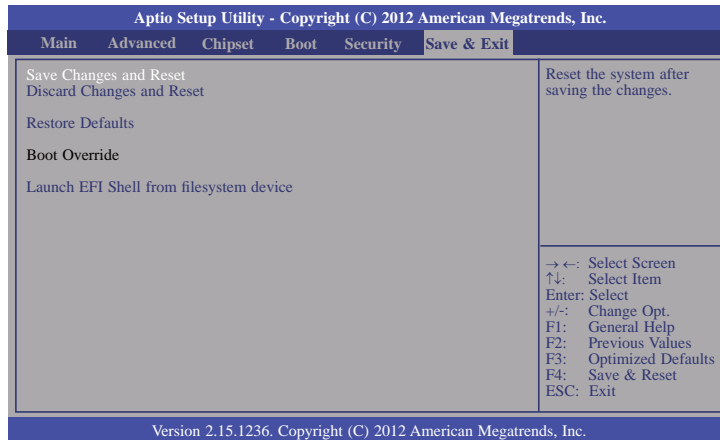 Aptio Setup Utility - Copyright (C) 2012 American Megatrends, Inc.
Main Advanced Chipset Boot Security Save & Exit
Save Changes and Reset
Discard Changes and Reset
Restore Defaults
Boot Override
Launch EFI Shell from filesystem device
Reset the system after
saving the changes.
→ ←: Select Screen
↑↓: Select Item
Enter: Select
+/-: Change Opt.
F1: General Help
F2: Previous Values
F3: Optimized Defaults
F4: Save & Reset
ESC: Exit
Version 2.15.1236. Copyright (C) 2012 American Megatrends, Inc.